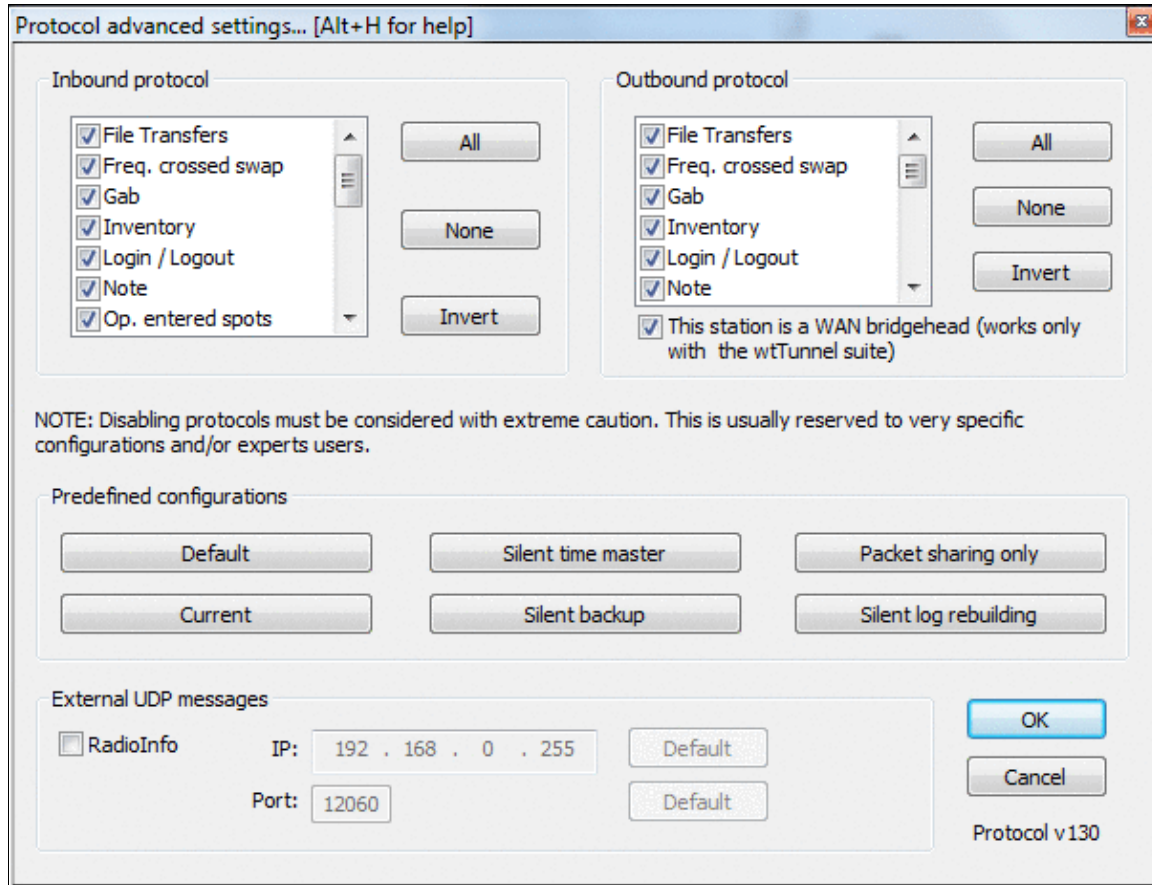 Protocol advanced settings... [Alt+H for help]
Inbound protocol
File Transfers
Freq. crossed swap
Gab
Inventory
Login / Logout
Note
Op. entered spots
All
None
Invert
Outbound protocol
File Transfers
Freq. crossed swap
Gab
Inventory
Login / Logout
Note
All
None
Invert
This station is a WAN bridgehead (works only
with the wtTunnel suite)
NOTE: Disabling protocols must be considered with extreme caution. This is usually reserved to very specific
configurations and/or experts users.
Predefined configurations
Default
Silent time master
Packet sharing only
Current
Silent backup
Silent log rebuilding
External UDP messages
RadioInfo
IP:
192 . 168 . 0 . 255
Default
Port:
12060
Default
OK
Cancel
Protocol v130